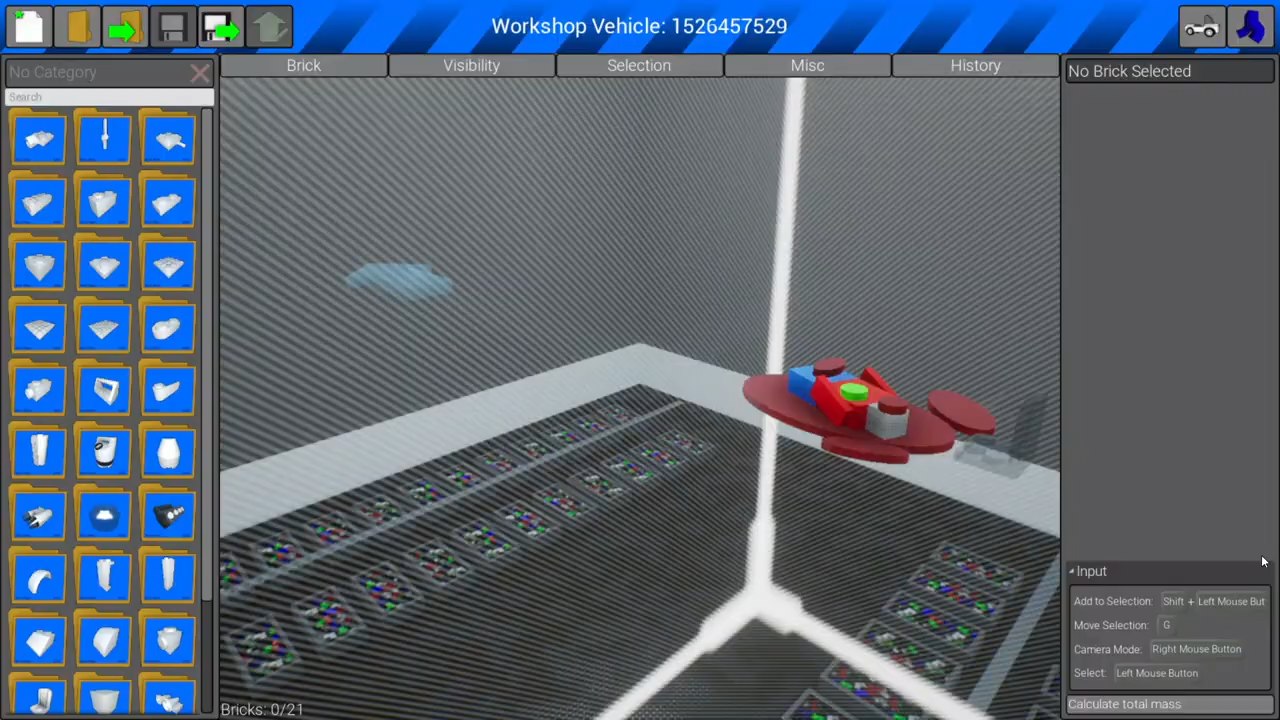 Workshop Vehicle: 1526457529
No Category
Search
Brick
Visibility
Selection
Misc
History
No Brick Selected
Input
Add to Selection: Shift + Left Mouse But
Move Selection: G
Camera Mode: Right Mouse Button
Select: Left Mouse Button
Calculate total mass
Bricks: 0/21